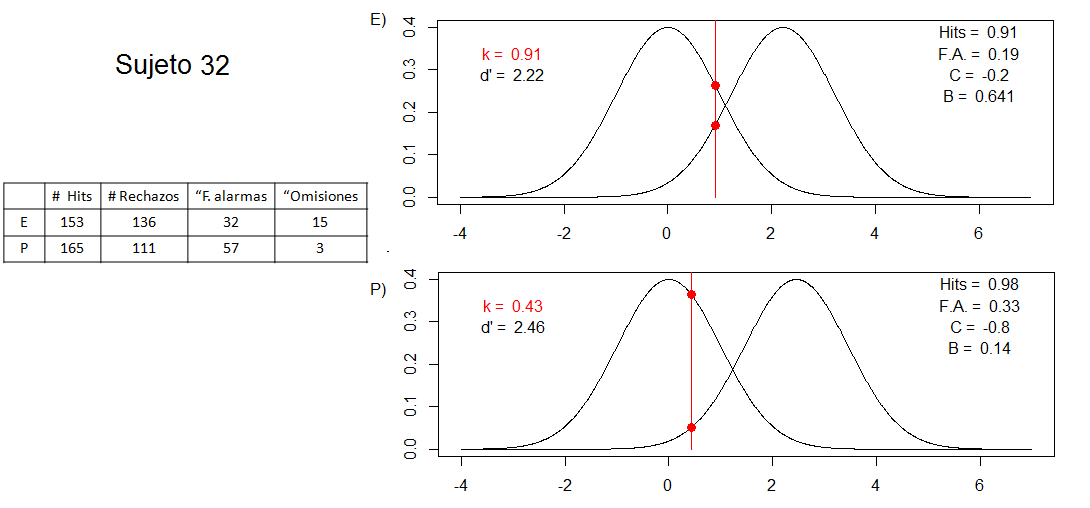 Sujeto 32
# Hits # Rechazos “F. alarmas “Omisiones
E 153 136 32 15
P 165 111 57 3
.
E)
k = 0.91
d' = 2.22
Hits = 0.91
F.A. = 0.19
C = -0.2
B = 0.641
0.4
0.3
0.2
0.1
0.0
-4 -2 0 2 4 6
P)
k = 0.43
d' = 2.46
Hits = 0.98
F.A. = 0.33
C = -0.8
B = 0.14
0.4
0.3
0.2
0.1
0.0
-4 -2 0 2 4 6